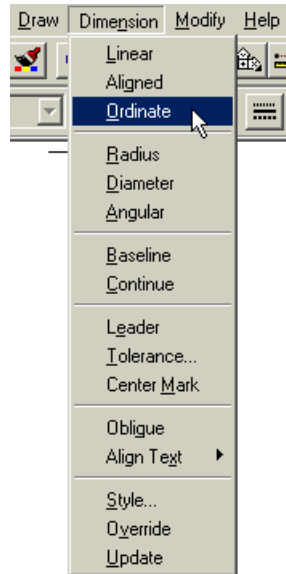 Draw Dimension Modify Help
Linear
Aligned
Ordinate
Radius
Diameter
Angular
Baseline
Continue
Leader
Tolerance...
Center Mark
Obligue
Align Text
Style...
Override
Update